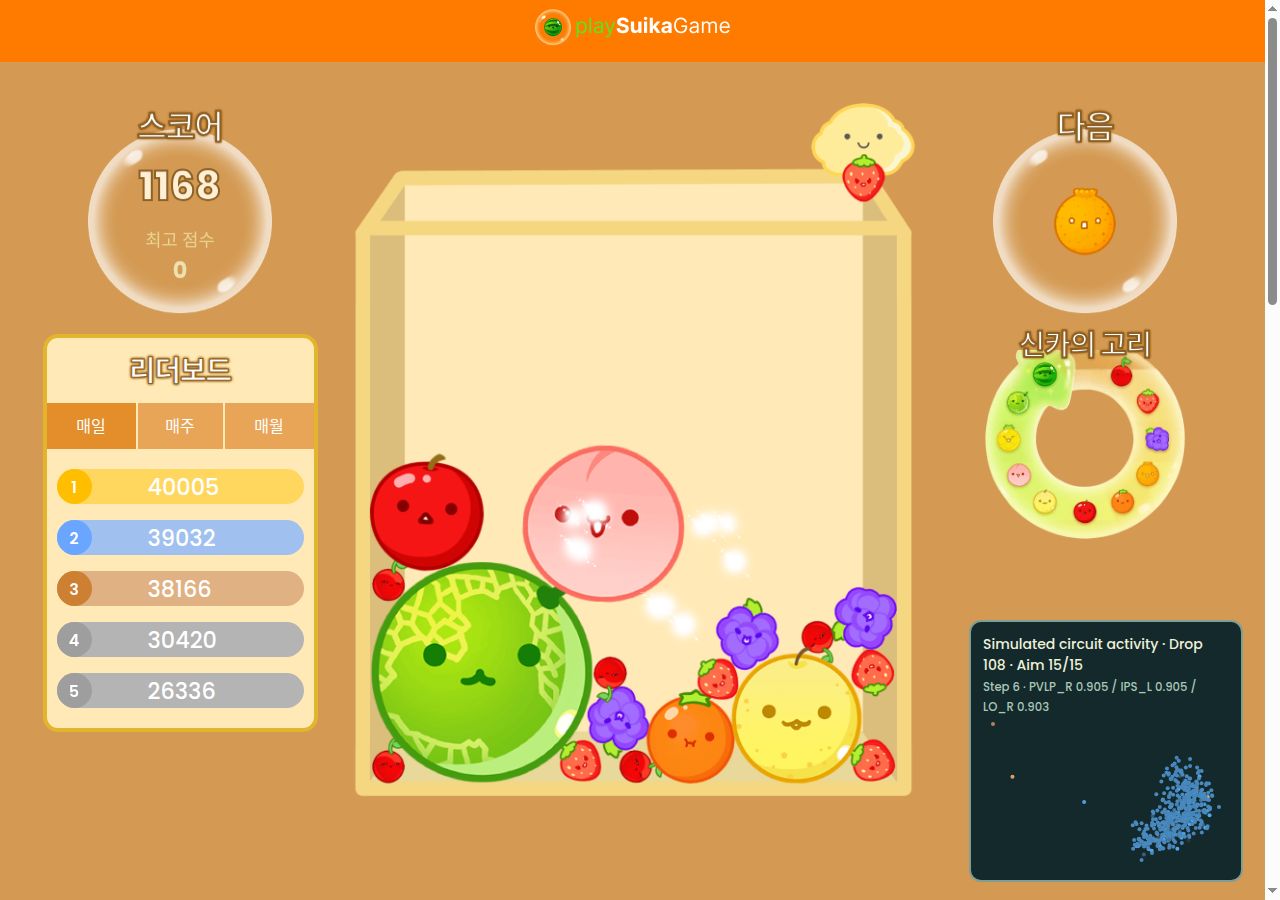 playSuikaGame
스코어
1168
최고 점수
0
다음
신카의 고리
리더보드
매일 매주 매월
1 40005
2 39032
3 38166
4 30420
5 26336
Simulated circuit activity · Drop
108 · Aim 15/15
Step 6 · PVLP_R 0.905 / IPS_L 0.905 /
LO_R 0.903